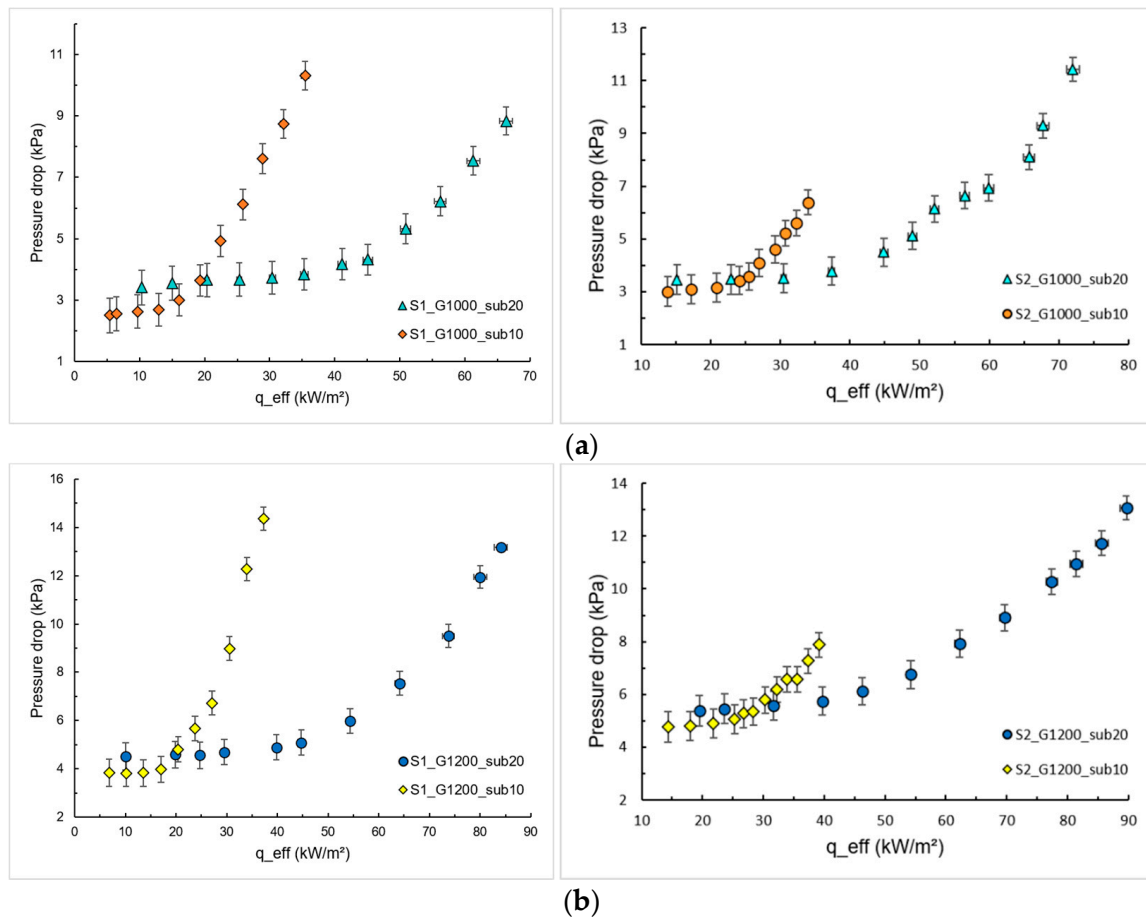 11
9
7
5
3
1
Pressure drop (kPa)
0 10 20 30 40 50 60 70
q_eff (kW/m²)
S1_G1000_sub20
S1_G1000_sub10
13
11
9
7
5
3
1
Pressure drop (kPa)
10 20 30 40 50 60 70 80
q_eff (kW/m²)
S2_G1000_sub20
S2_G1000_sub10
(a)
16
14
12
10
8
6
4
2
Pressure drop (kPa)
0 10 20 30 40 50 60 70 80 90
q_eff (kW/m²)
S1_G1200_sub20
S1_G1200_sub10
14
12
10
8
6
4
2
Pressure drop (kPa)
10 20 30 40 50 60 70 80 90
q_eff (kW/m²)
S2_G1200_sub20
S2_G1200_sub10
(b)